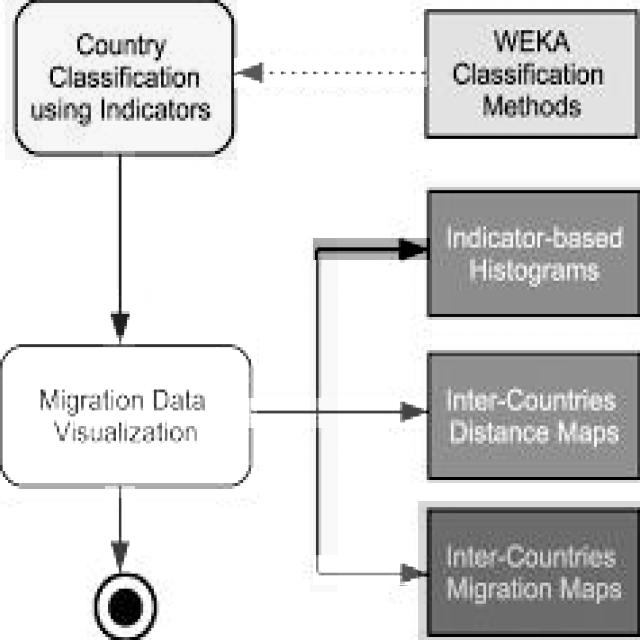 Country
Classification
using Indicators
WEKA
Classification
Methods
Indicator-based
Histograms
Migration Data
Visualization
Inter-Countries
Distance Maps
Inter-Countries
Migration Maps